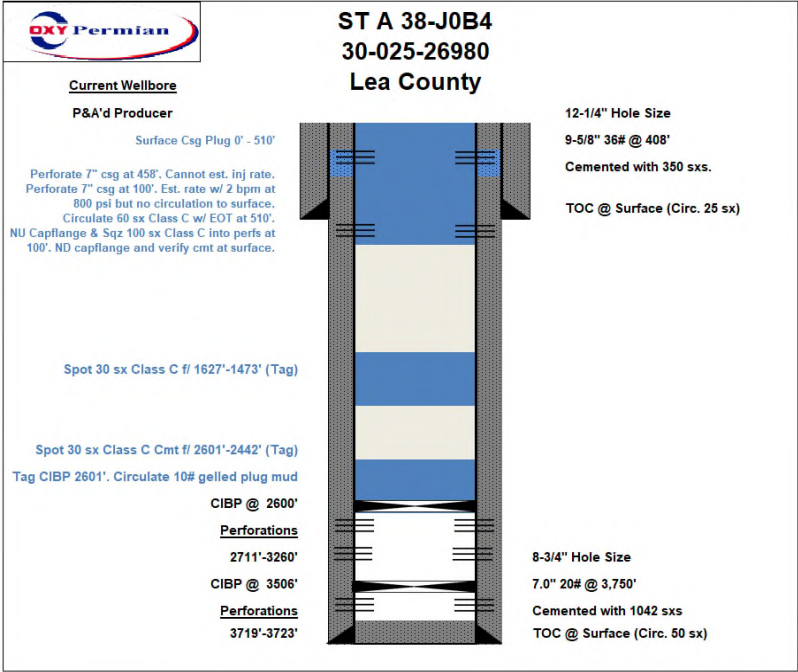 OXY Permian
ST A 38-J0B4
30-025-26980
Lea County
Current Wellbore
P&A'd Producer
Surface Csg Plug 0' - 510'
Perforate 7" csg at 458'. Cannot est. inj rate.
Perforate 7" csg at 100'. Est. rate w/ 2 bpm at
800 psi but no circulation to surface.
Circulate 60 sx Class C w/ EOT at 510'.
NU Capflange & Sqz 100 sx Class C into perfs at
100'. ND capflange and verify cmt at surface.
Spot 30 sx Class C f/ 1627'-1473' (Tag)
Spot 30 sx Class C Cmt f/ 2601'-2442' (Tag)
Tag CIBP 2601'. Circulate 10# gelled plug mud
CIBP @ 2600'
Perforations
2711'-3260'
CIBP @ 3506'
Perforations
3719'-3723'
12-1/4" Hole Size
9-5/8" 36# @ 408'
Cemented with 350 sxs.
TOC @ Surface (Circ. 25 sx)
8-3/4" Hole Size
7.0" 20# @ 3,750'
Cemented with 1042 sxs
TOC @ Surface (Circ. 50 sx)